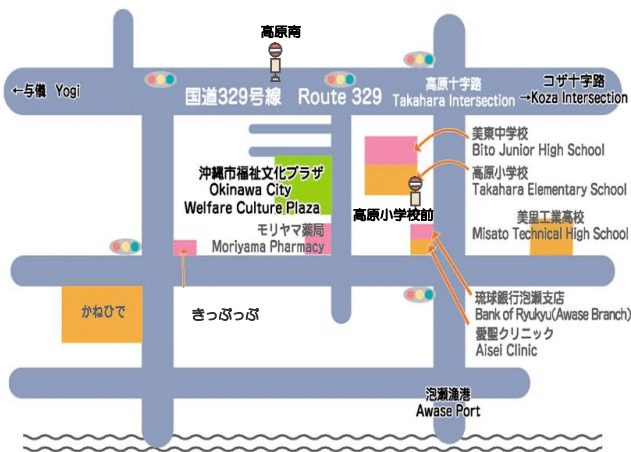 高原南
←与儀 Yogi
国道329号線 Route 329
高原十字路
Takahara Intersection
コザ十字路
→Koza Intersection
美東中学校
Bito Junior High School
高原小学校
Takahara Elementary School
沖縄市福祉文化プラザ
Okinawa City
Welfare Culture Plaza
高原小学校前
モリヤマ薬局
Moriyama Pharmacy
美里工業高校
Misato Technical High School
かねひで
きっぷっぷ
琉球銀行泡瀬支店
Bank of Ryukyu(Awase Branch)
愛聖クリニック
Aisei Clinic
泡瀬漁港
Awase Port